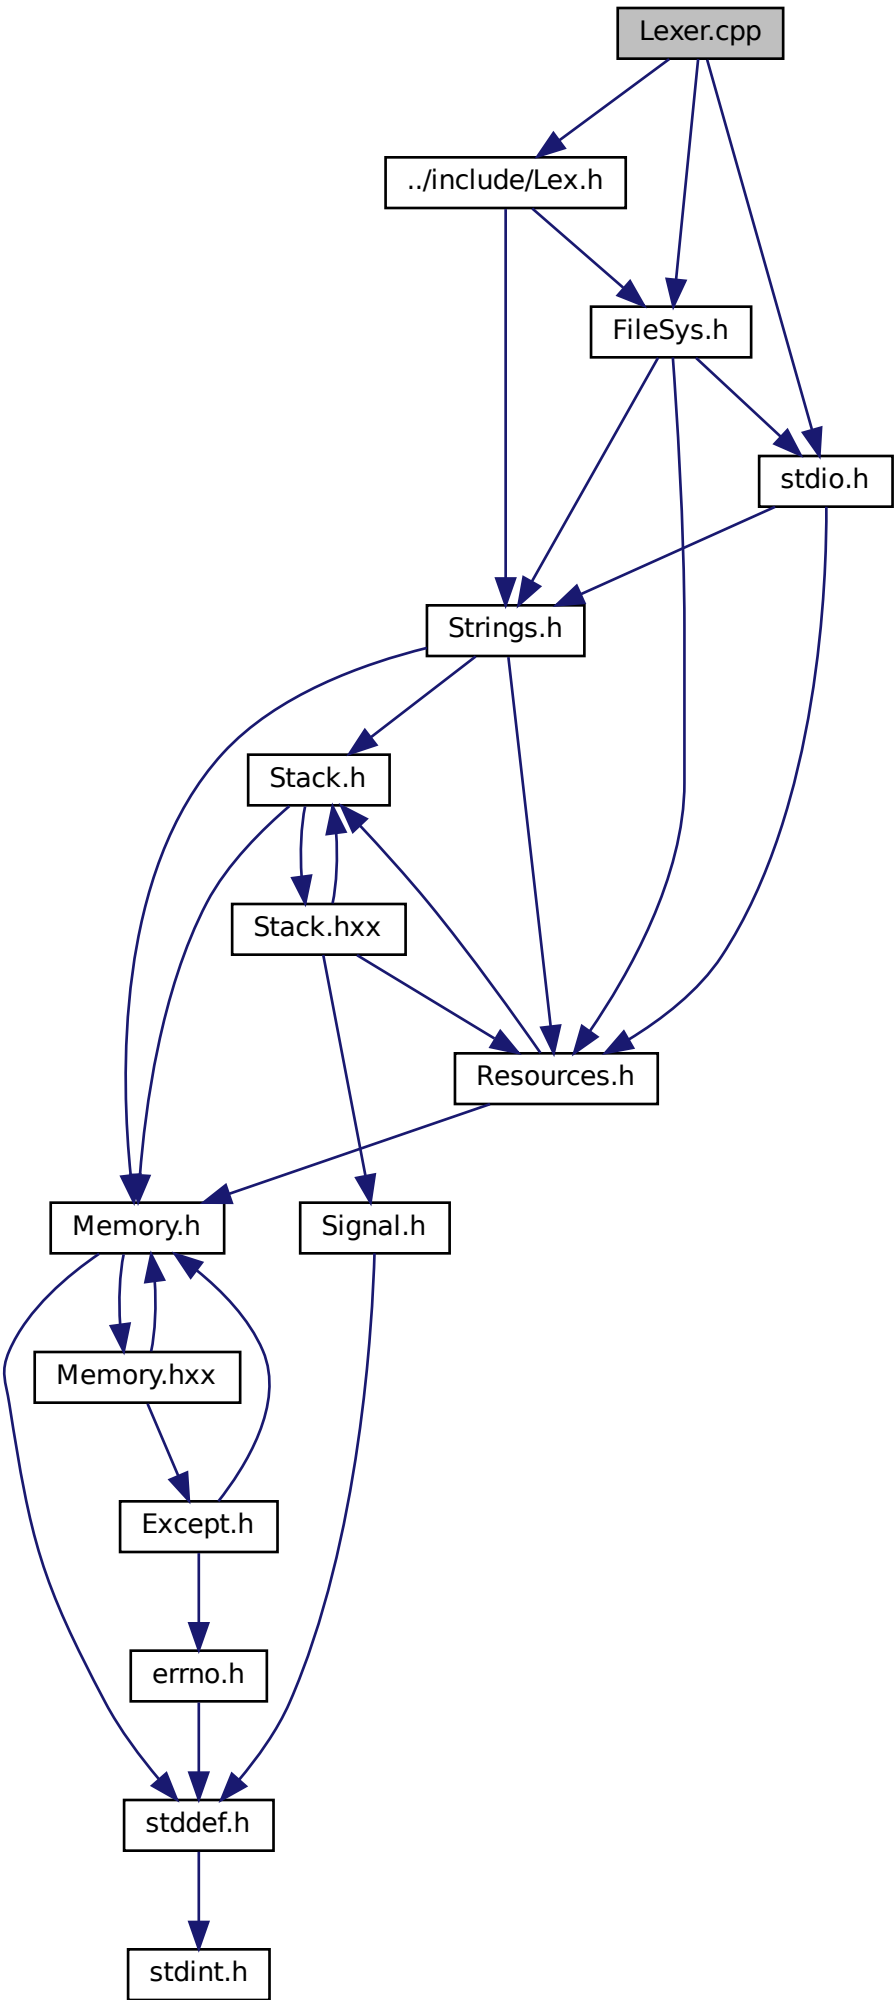 Lexer.cpp
../include/Lex.h
FileSys.h
stdio.h
Strings.h
Stack.h
Stack.hxx
Resources.h
Memory.h
Signal.h
Memory.hxx
Except.h
errno.h
stddef.h
stdint.h